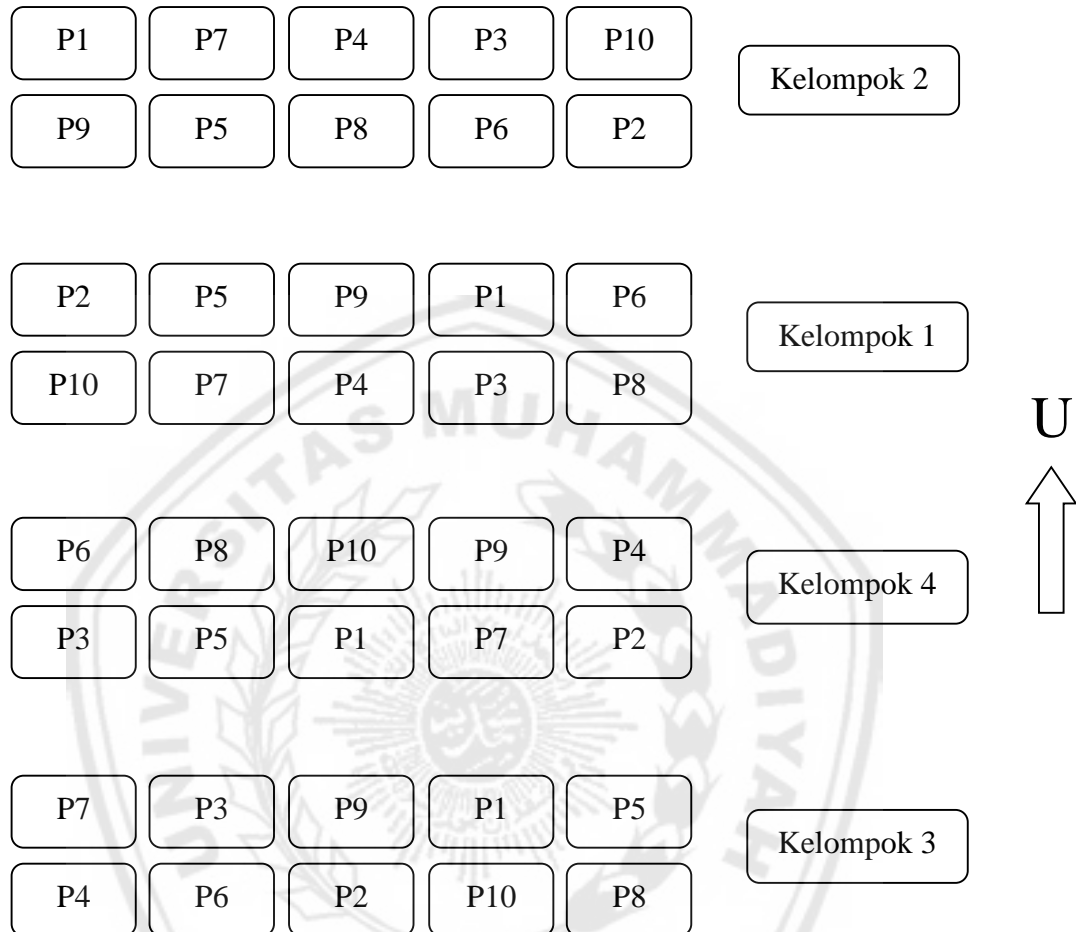 P1 P7 P4 P3 P10
Kelompok 2
P9 P5 P8 P6 P2
P2 P5 P9 P1 P6
Kelompok 1
P10 P7 P4 P3 P8
U
P6 P8 P10 P9 P4
Kelompok 4
P3 P5 P1 P7 P2
P7 P3 P9 P1 P5
Kelompok 3
P4 P6 P2 P10 P8
UNIVERSITAS MUHAMMADIYAH